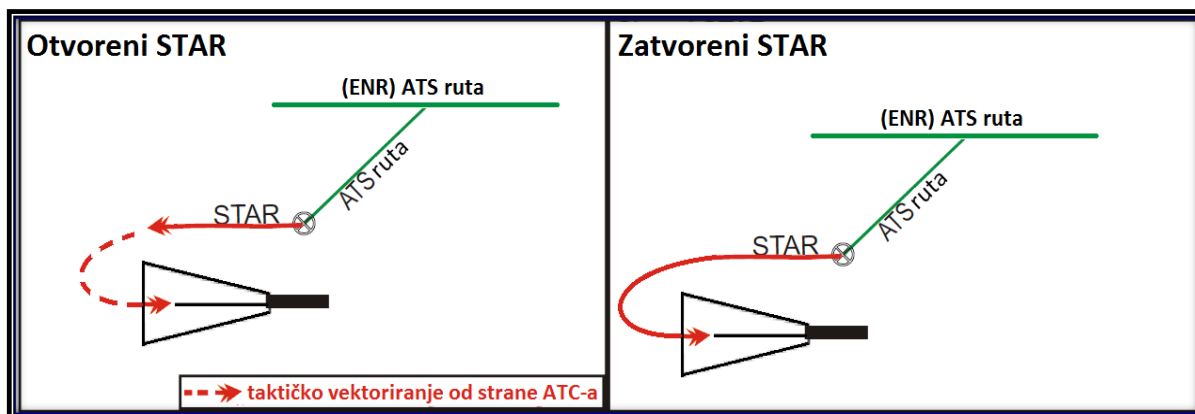 Otvoreni STAR
(ENR) ATS ruta
ATS ruta
STAR
taktičko vektoriranje od strane ATC-a
Zatvoreni STAR
(ENR) ATS ruta
ATS ruta
STAR